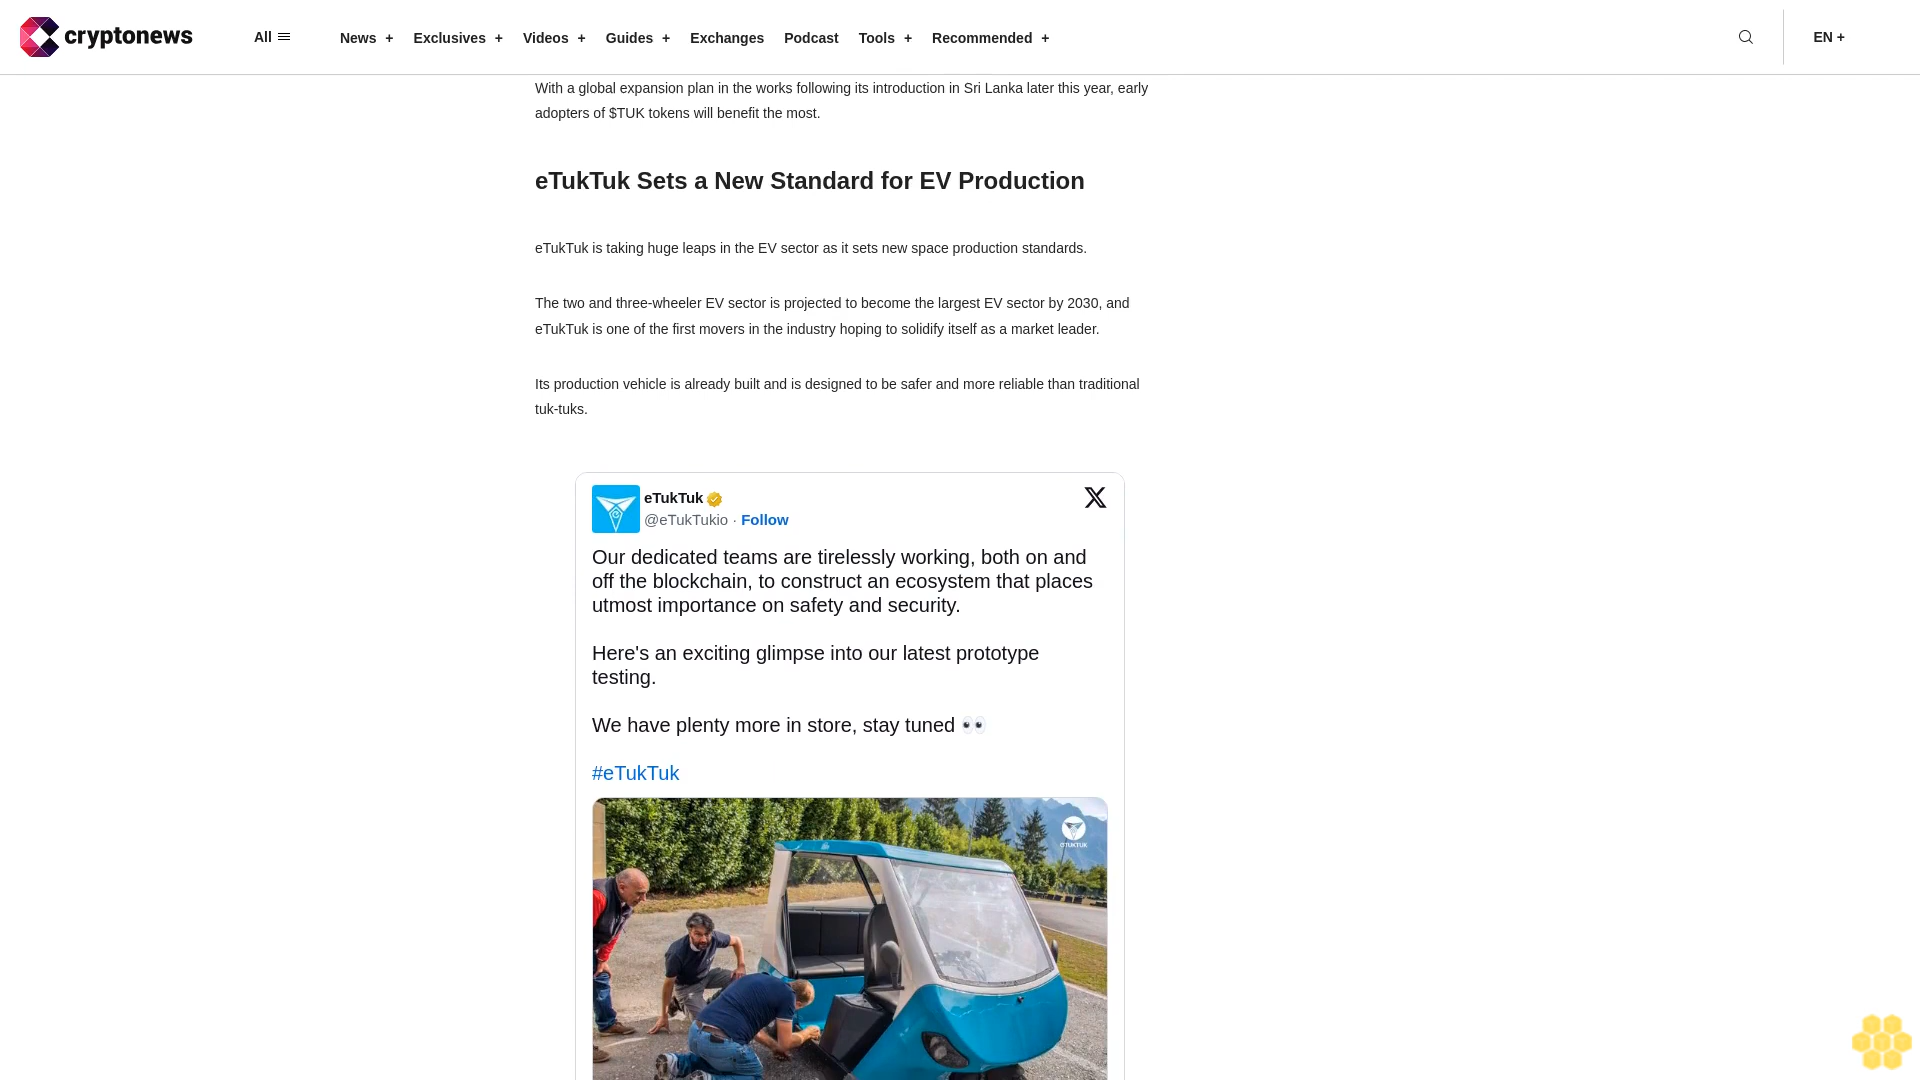 cryptonews All News + Exclusives + Videos + Guides + Exchanges Podcast Tools + Recommended + EN +
With a global expansion plan in the works following its introduction in Sri Lanka later this year, early
adopters of $TUK tokens will benefit the most.
eTukTuk Sets a New Standard for EV Production
eTukTuk is taking huge leaps in the EV sector as it sets new space production standards.
The two and three-wheeler EV sector is projected to become the largest EV sector by 2030, and
eTukTuk is one of the first movers in the industry hoping to solidify itself as a market leader.
Its production vehicle is already built and is designed to be safer and more reliable than traditional
tuk-tuks.
eTukTuk
@eTukTukio · Follow
Our dedicated teams are tirelessly working, both on and
off the blockchain, to construct an ecosystem that places
utmost importance on safety and security.
Here's an exciting glimpse into our latest prototype
testing.
We have plenty more in store, stay tuned 👀
#eTukTuk
eTUKTUK